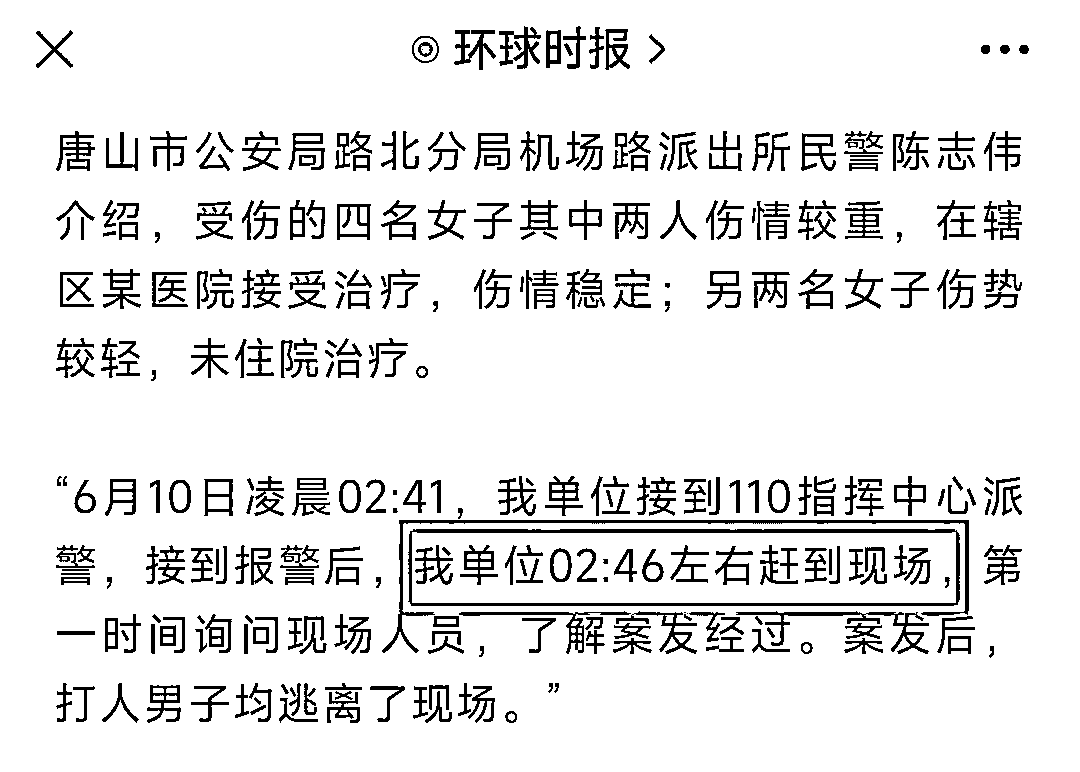 环球时报
唐山市公安局路北分局机场路派出所民警陈志伟
介绍，受伤的四名女子其中两人伤情较重，在辖
区某医院接受治疗，伤情稳定；另两名女子伤势
较轻，未住院治疗。
“6月10日凌晨02:41，我单位接到110指挥中心派
警，接到报警后，我单位02:46左右赶到现场，第
一时间询问现场人员，了解案发经过。案发后，
打人男子均逃离了现场。”